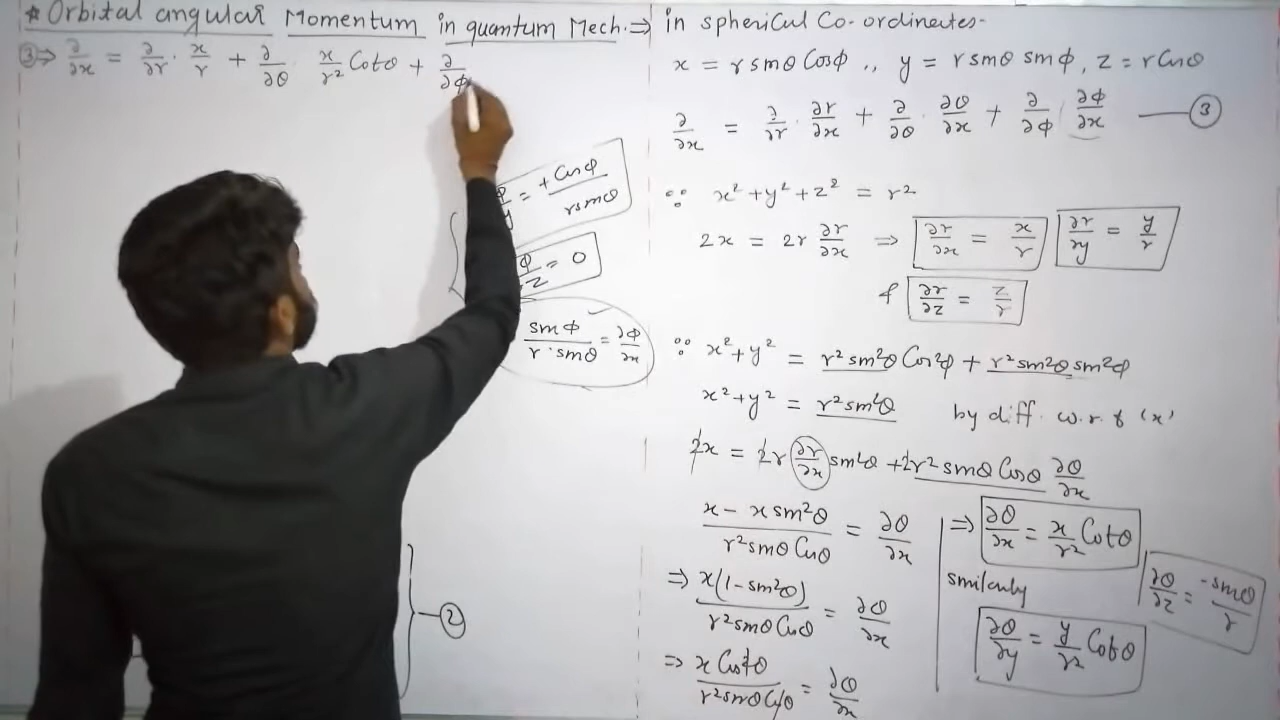 * Orbital angular Momentum in quantum Mech. ⇒ in sphericul Co-ordinates-
③⇒ ∂/∂x = ∂/∂r · x/r + ∂/∂θ · x/r² Cotθ + ∂/∂φ
x = r sinθ Cosφ ., y = r sinθ sinφ, z = r Cosθ
∂/∂x = ∂/∂r · ∂r/∂x + ∂/∂θ · ∂θ/∂x + ∂/∂φ ∂φ/∂x — ③
= + Cosφ / r sinθ
= 0
sinφ / r · sinθ = ∂φ/∂x
②
∵ x² + y² + z² = r²
2x = 2r ∂r/∂x ⇒ ∂r/∂x = x/r ∂r/∂y = y/r
& ∂r/∂z = z/r
∵ x² + y² = r² sin²θ Cos²φ + r² sin²θ sin²φ
x² + y² = r² sin²θ by diff. w.r.t (x)
2x = 2r ∂r/∂x sin²θ + 2r² sinθ Cosθ ∂θ/∂x
x - x sin²θ / r² sinθ Cosθ = ∂θ/∂x
⇒ x(1 - sin²θ) / r² sinθ Cosθ = ∂θ/∂x
⇒ x Cos²θ / r² sinθ Cosθ = ∂θ/∂x
⇒ ∂θ/∂x = x/r² Cotθ
similarly
∂θ/∂y = y/r² Cotθ
∂θ/∂z = -sinθ / r